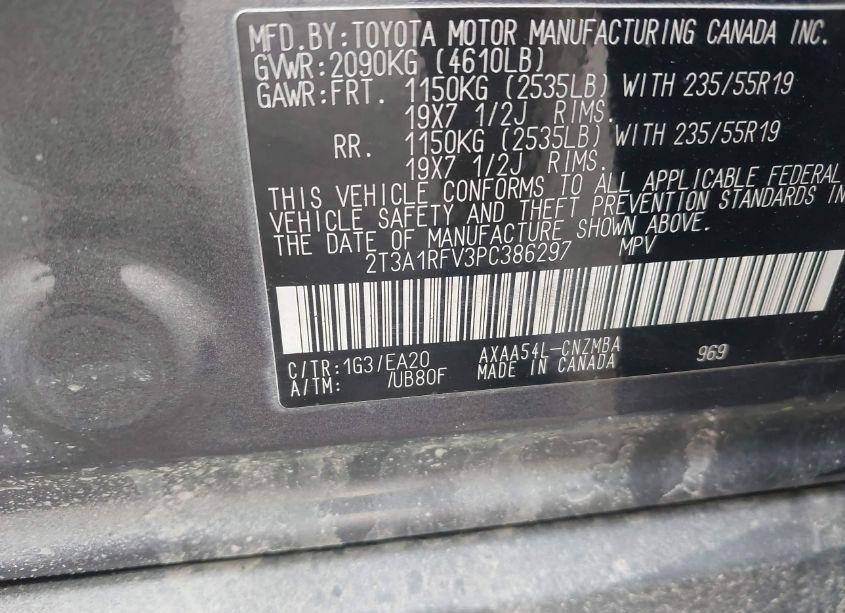 MFD.BY:TOYOTA MOTOR MANUFACTURING CANADA INC.
GVWR:2090KG (4610LB)
GAWR:FRT. 1150KG (2535LB) WITH 235/55R19
19X7 1/2J RIMS.
RR. 1150KG (2535LB) WITH 235/55R19
19X7 1/2J RIMS.
THIS VEHICLE CONFORMS TO ALL APPLICABLE FEDERAL
VEHICLE SAFETY AND THEFT PREVENTION STANDARDS IN
THE DATE OF MANUFACTURE SHOWN ABOVE.
2T3A1RFV3PC386297 MPV
C/TR:1G3/EA20 AXAA54L-CNZMBA 969
A/TM: /UB80F MADE IN CANADA